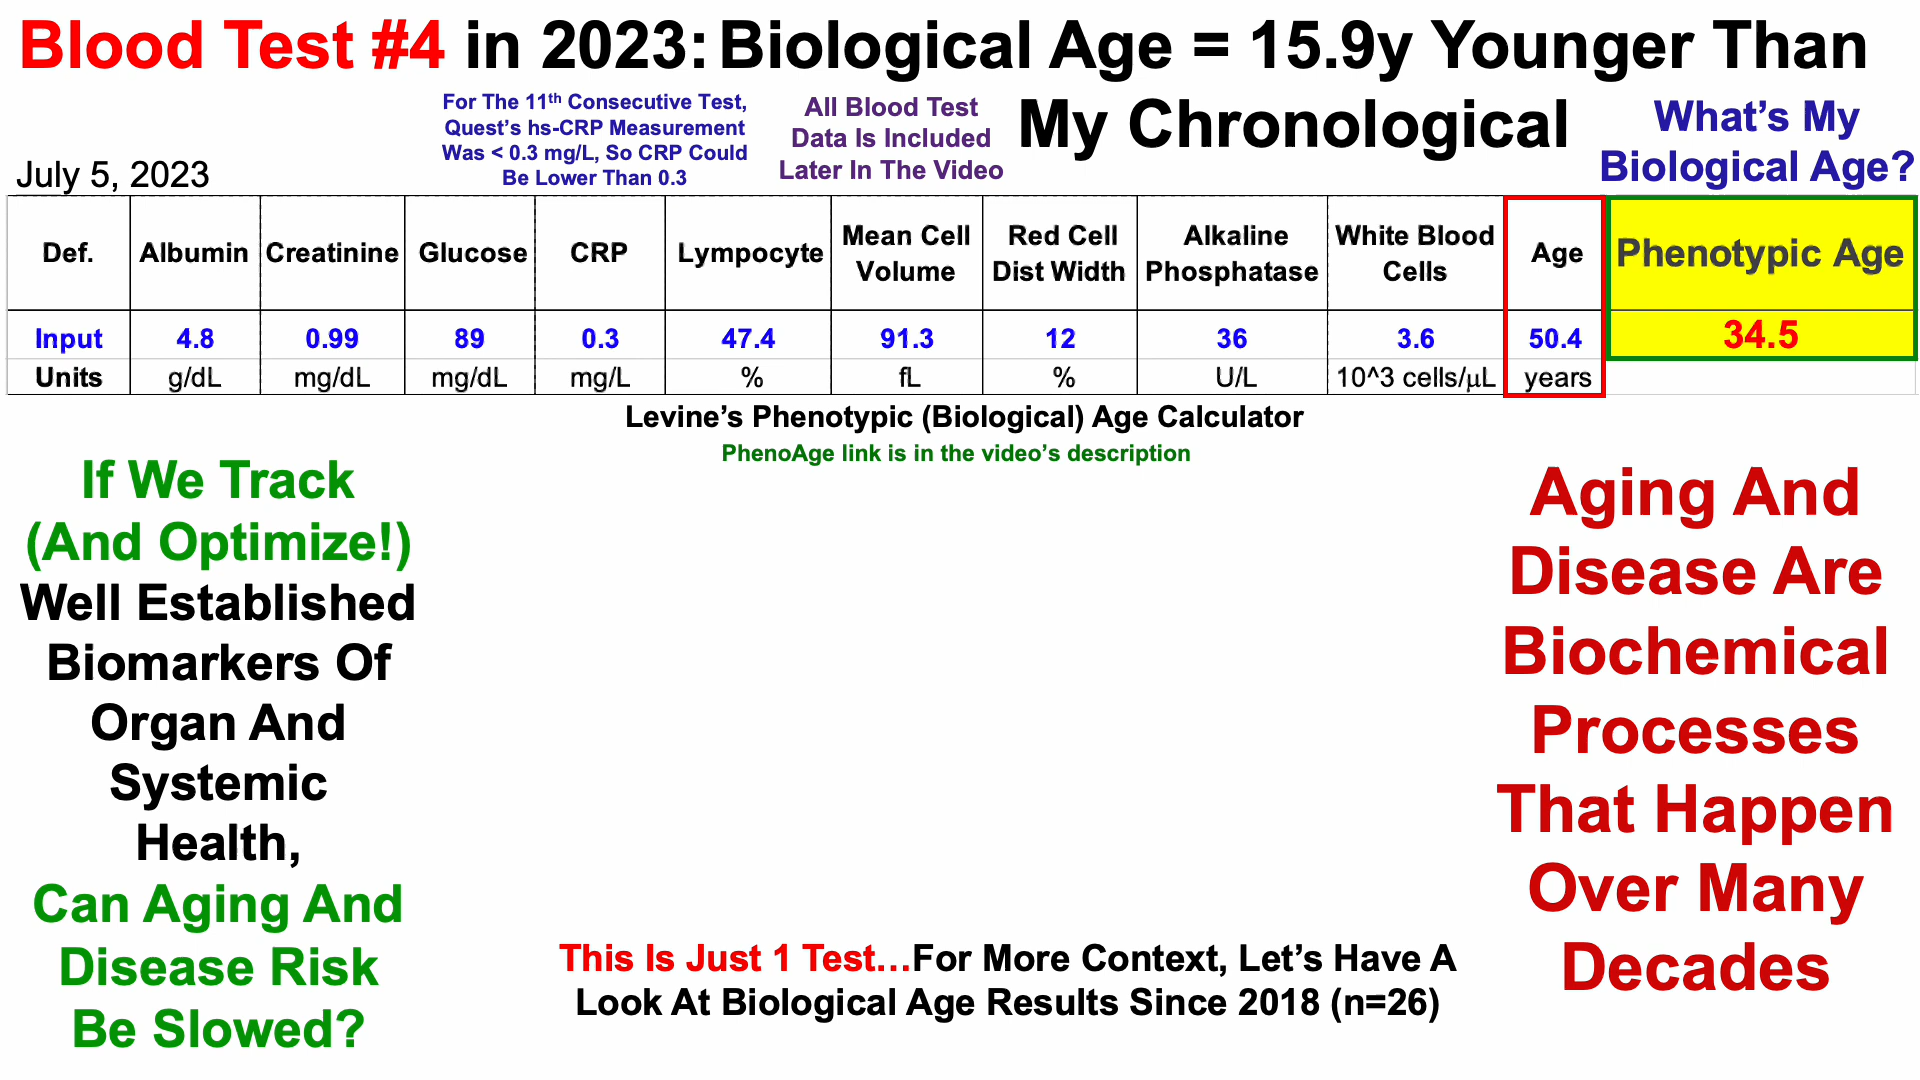 Blood Test #4 in 2023: Biological Age = 15.9y Younger Than
My Chronological
For The 11th Consecutive Test,
Quest's hs-CRP Measurement
Was < 0.3 mg/L, So CRP Could
Be Lower Than 0.3
All Blood Test
Data Is Included
Later In The Video
What's My
Biological Age?
July 5, 2023
Def. Albumin Creatinine Glucose CRP Lympocyte Mean Cell Volume Red Cell Dist Width Alkaline Phosphatase White Blood Cells Age Phenotypic Age
Input 4.8 0.99 89 0.3 47.4 91.3 12 36 3.6 50.4 34.5
Units g/dL mg/dL mg/dL mg/L % fL % U/L 10^3 cells/μL years
Levine's Phenotypic (Biological) Age Calculator
PhenoAge link is in the video's description
If We Track
(And Optimize!)
Well Established
Biomarkers Of
Organ And
Systemic
Health,
Can Aging And
Disease Risk
Be Slowed?
Aging And
Disease Are
Biochemical
Processes
That Happen
Over Many
Decades
This Is Just 1 Test…For More Context, Let's Have A
Look At Biological Age Results Since 2018 (n=26)